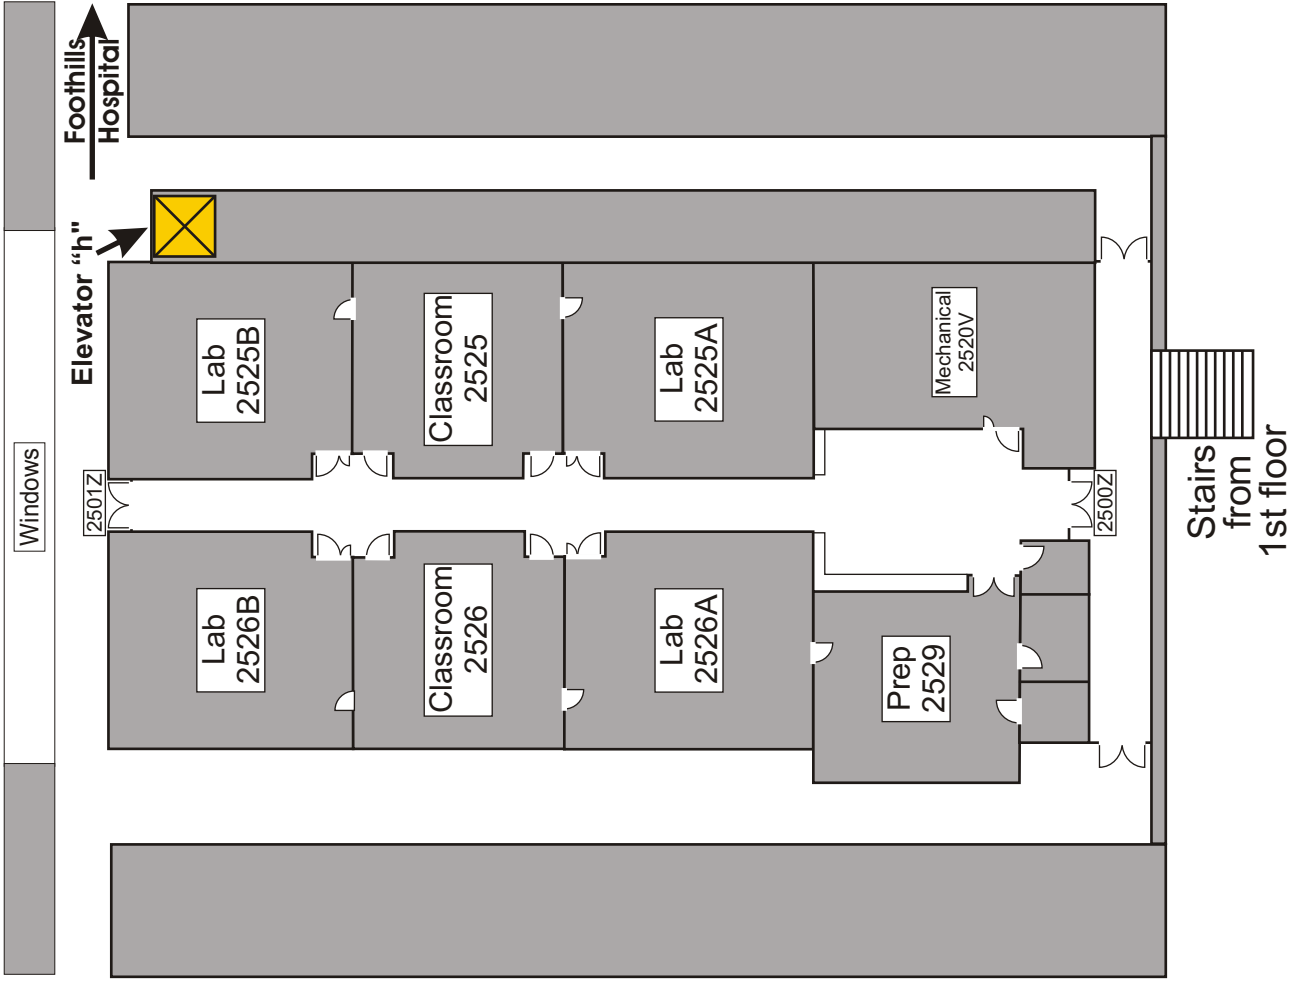 Foothills
Hospital
Elevator “h"
Windows
2501Z
Lab
2525B
Classroom
2525
Lab
2525A
Mechanical
2520V
Lab
2526B
Classroom
2526
Lab
2526A
Prep
2529
2500Z
Stairs
from
1st floor